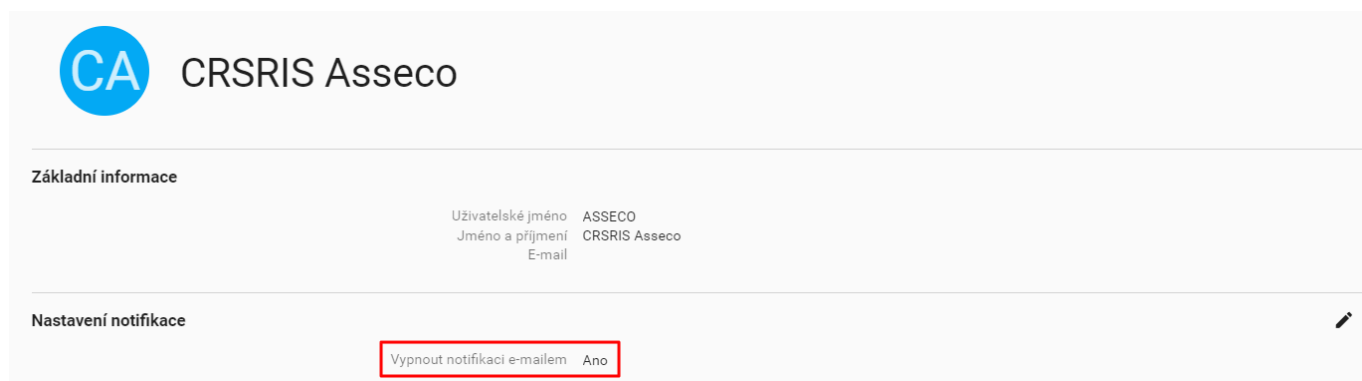 CA
CRSRIS Asseco
Základní informace
Uživatelské jméno ASSECO
Jméno a příjmení CRSRIS Asseco
E-mail
Nastavení notifikace
Vypnout notifikaci e-mailem Ano